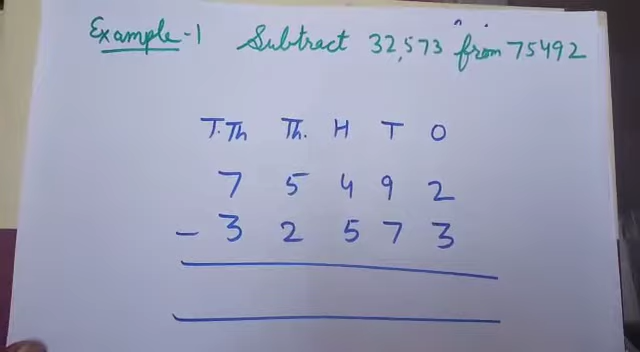 Example-1 Subtract 32,573 from 75492
T.Th Th. H T O
7 5 4 9 2
- 3 2 5 7 3